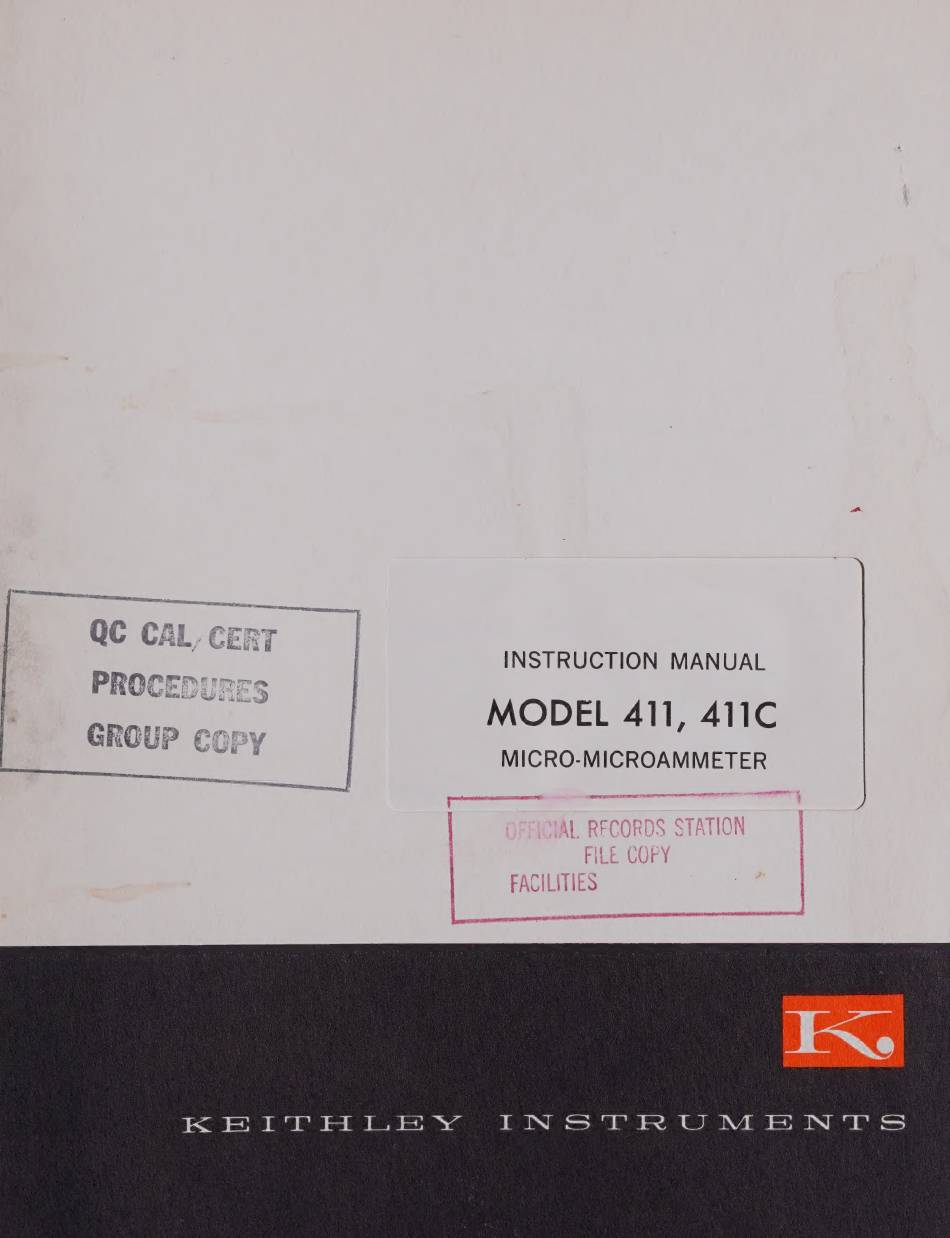 QC CAL/CERT
PROCEDURES
GROUP COPY
INSTRUCTION MANUAL
MODEL 411, 411C
MICRO-MICROAMMETER
OFFICIAL RECORDS STATION
FILE COPY
FACILITIES
K
KEITHLEY INSTRUMENTS